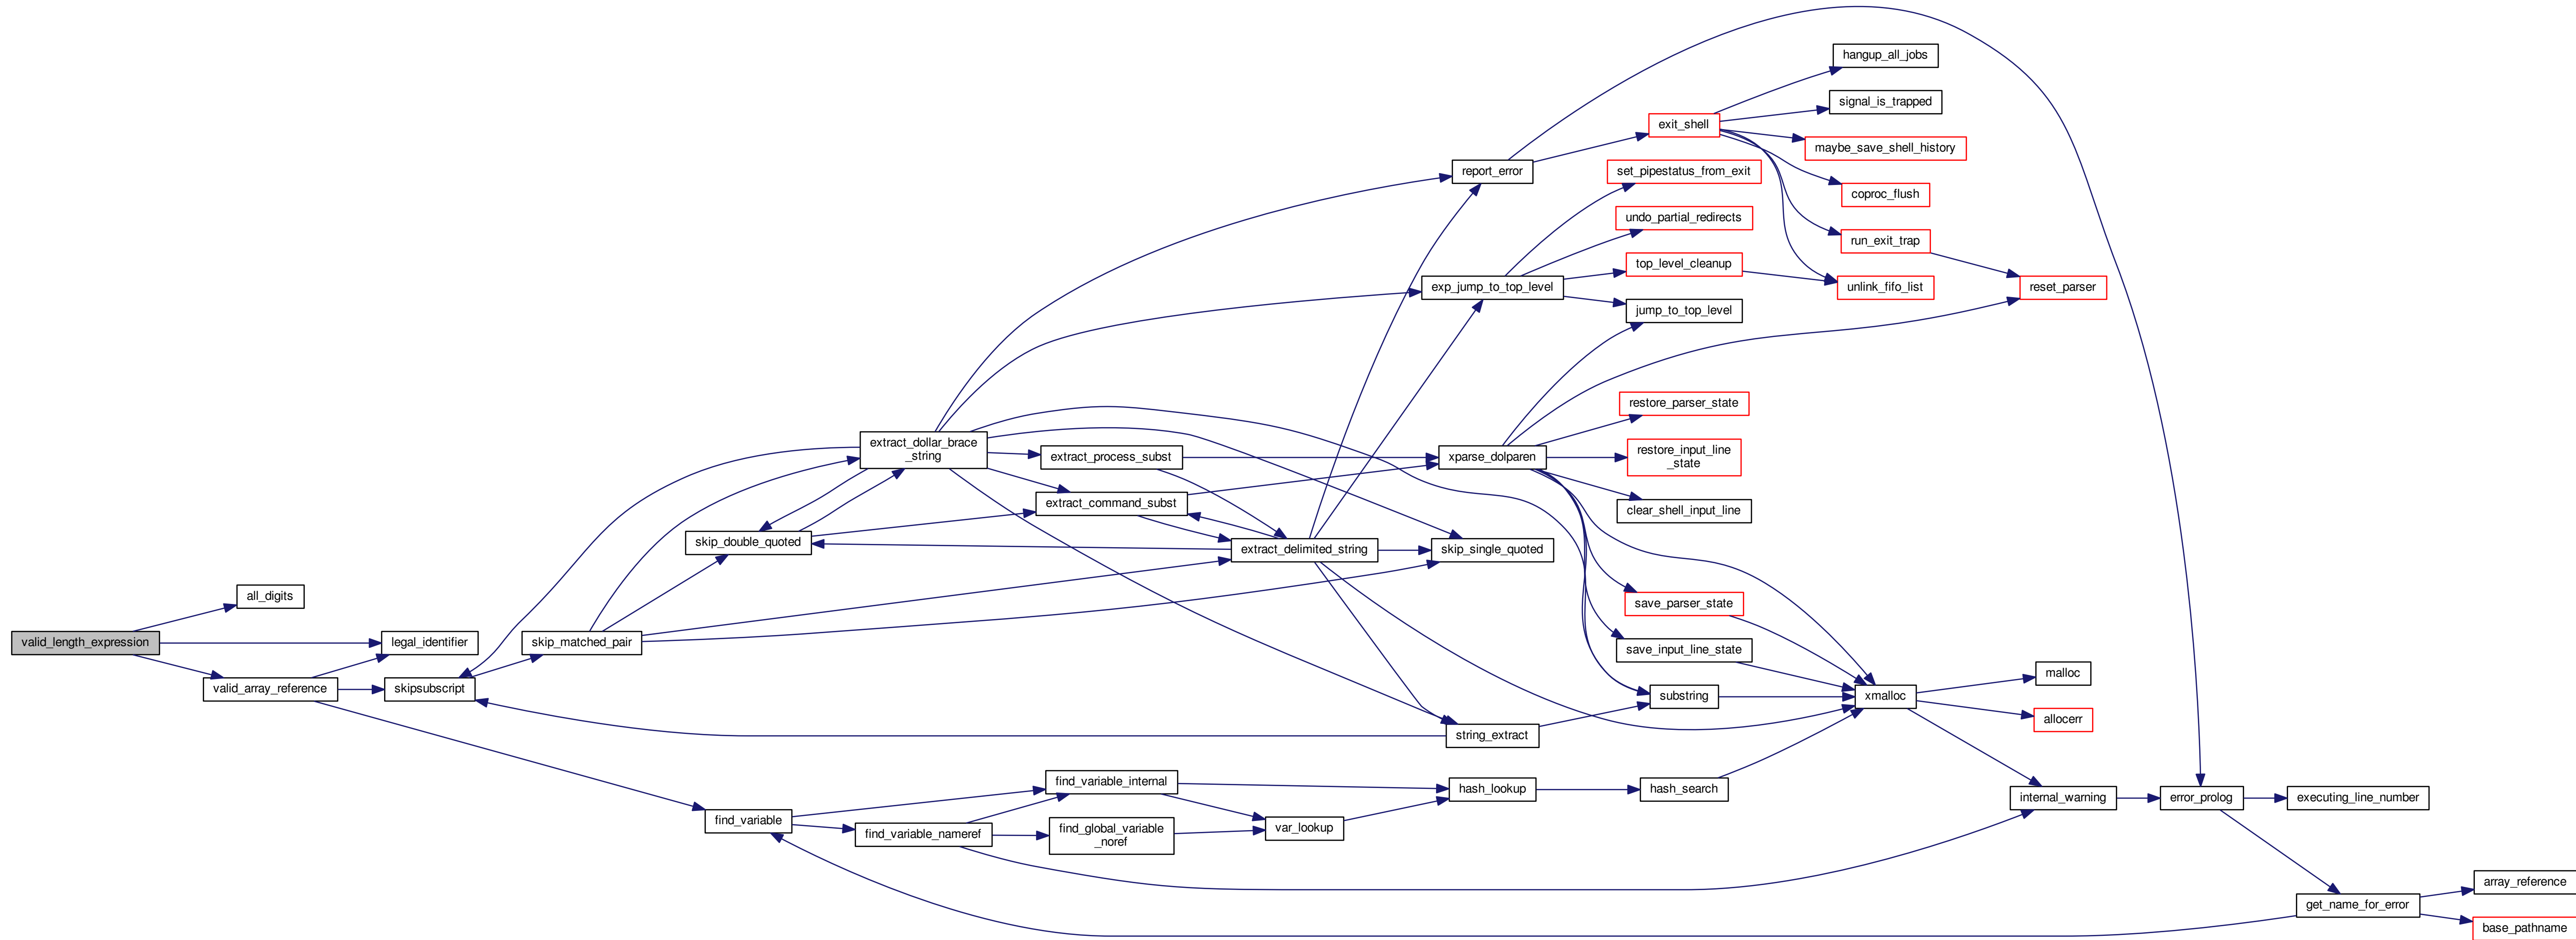 hangup_all_jobs
signal_is_trapped
exit_shell
maybe_save_shell_history
report_error
set_pipestatus_from_exit
coproc_flush
undo_partial_redirects
run_exit_trap
top_level_cleanup
exp_jump_to_top_level
unlink_fifo_list
reset_parser
jump_to_top_level
restore_parser_state
extract_dollar_brace
_string
extract_process_subst
xparse_dolparen
restore_input_line
_state
extract_command_subst
clear_shell_input_line
skip_double_quoted
extract_delimited_string
skip_single_quoted
all_digits
save_parser_state
valid_length_expression
legal_identifier
skip_matched_pair
save_input_line_state
malloc
valid_array_reference
skipsubscript
substring
xmalloc
allocerr
string_extract
find_variable_internal
hash_lookup
hash_search
internal_warning
error_prolog
executing_line_number
find_variable
find_variable_nameref
find_global_variable
_noref
var_lookup
array_reference
get_name_for_error
base_pathname